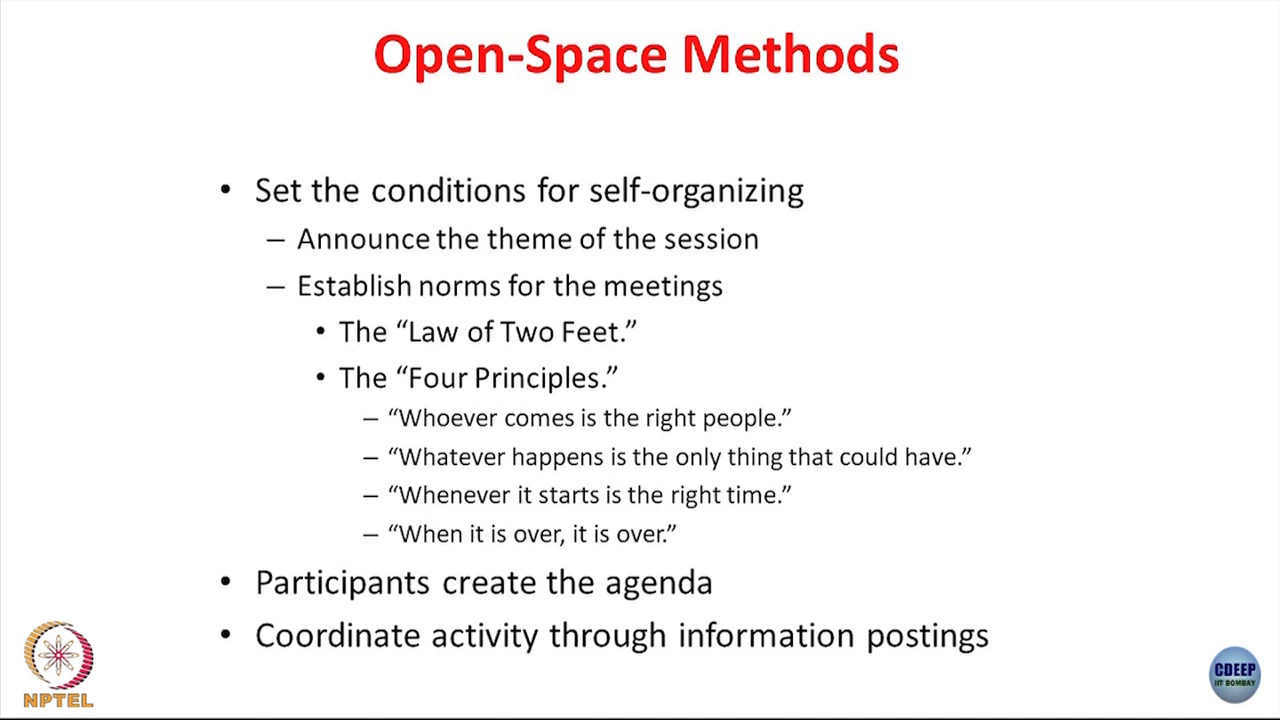 Open-Space Methods
• Set the conditions for self-organizing
– Announce the theme of the session
– Establish norms for the meetings
• The “Law of Two Feet.”
• The “Four Principles.”
– “Whoever comes is the right people.”
– “Whatever happens is the only thing that could have.”
– “Whenever it starts is the right time.”
– “When it is over, it is over.”
• Participants create the agenda
• Coordinate activity through information postings
NPTEL
CDEEP
IIT BOMBAY